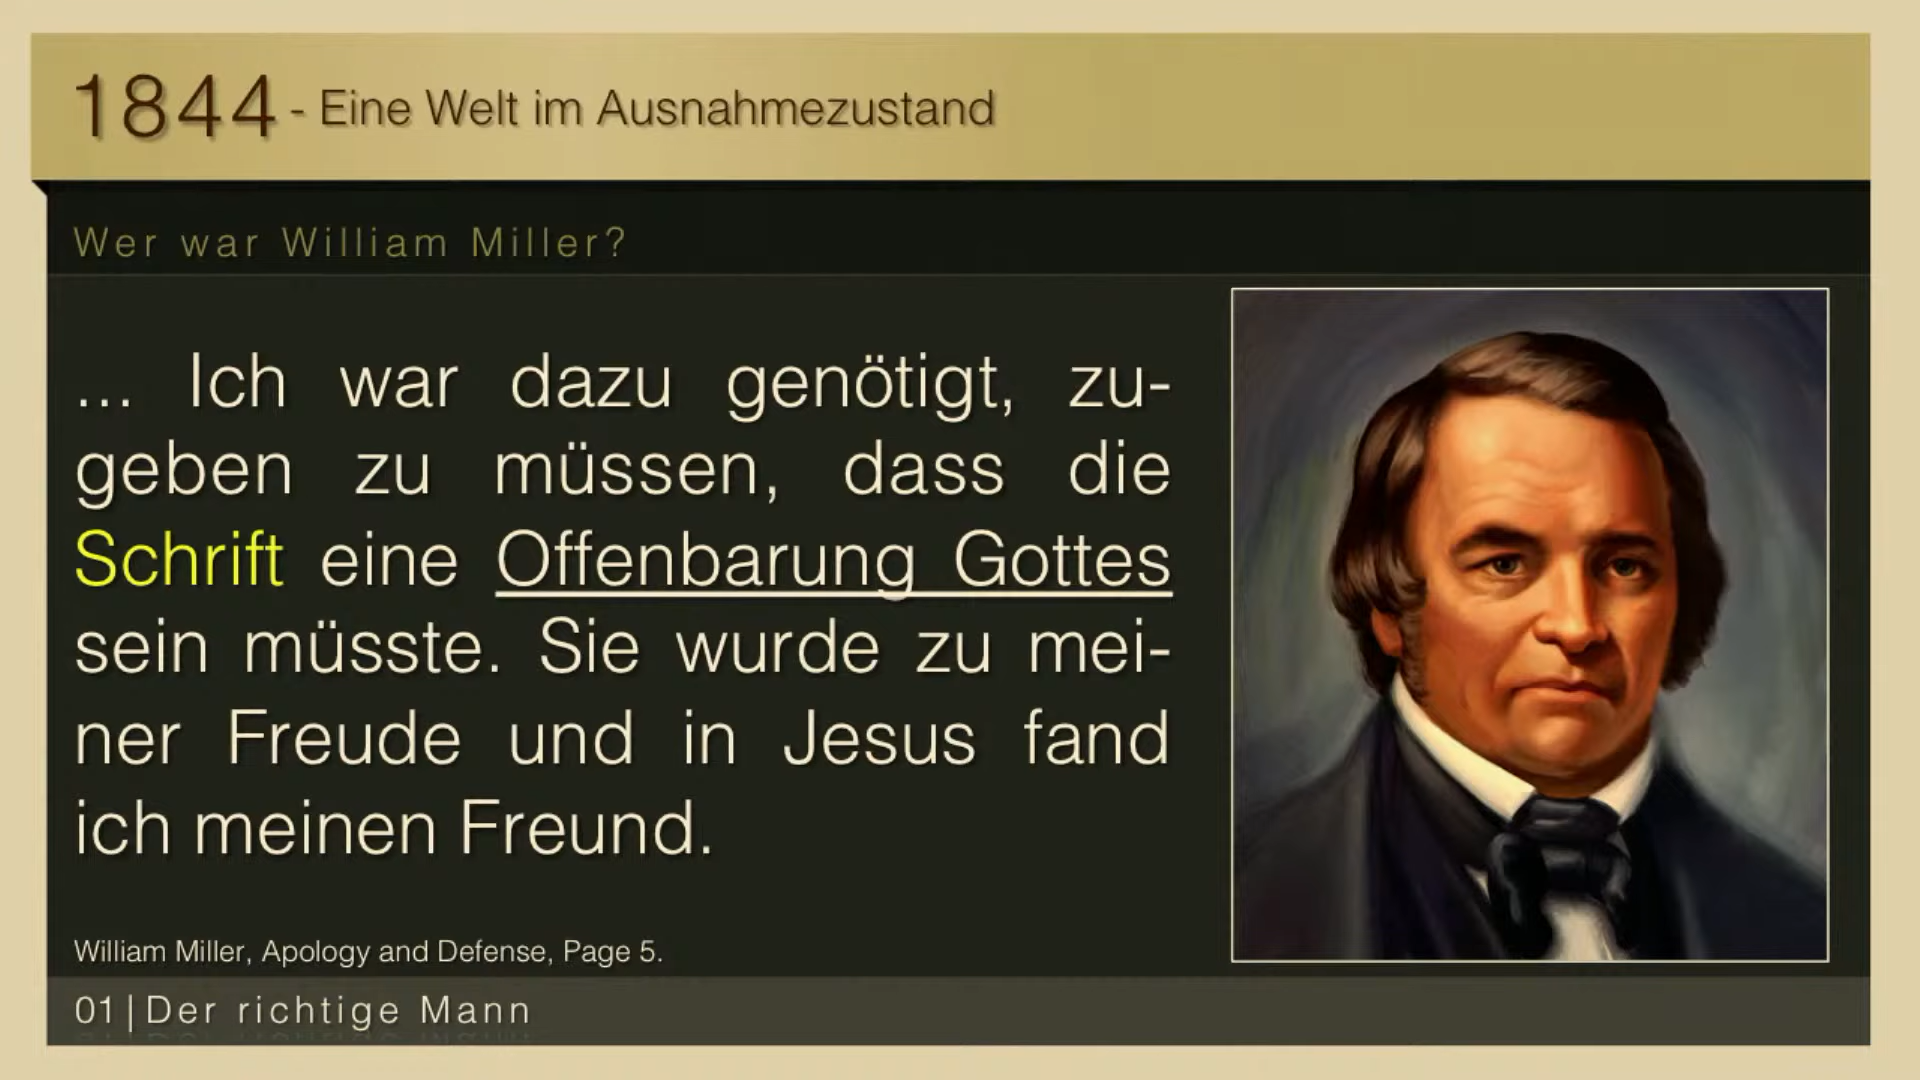 1844 - Eine Welt im Ausnahmezustand
Wer war William Miller?
... Ich war dazu genötigt, zu-
geben zu müssen, dass die
Schrift eine Offenbarung Gottes
sein müsste. Sie wurde zu mei-
ner Freude und in Jesus fand
ich meinen Freund.
William Miller, Apology and Defense, Page 5.
01|Der richtige Mann